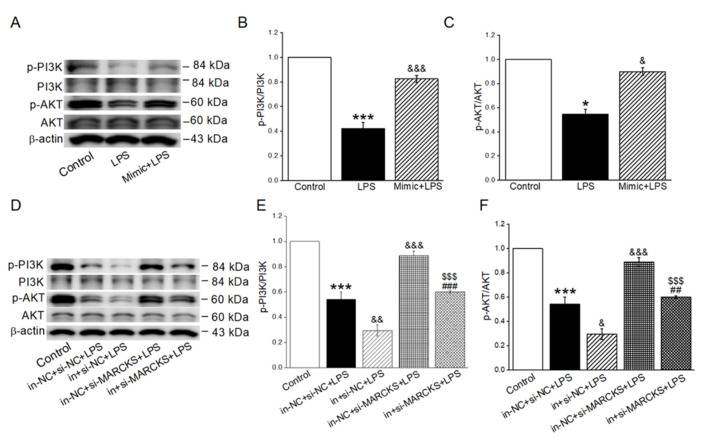 A
p-PI3K
84 kDa
PI3K
84 kDa
p-AKT
60 kDa
AKT
60 kDa
β-actin
43 kDa
Control
LPS
Mimic+LPS
B
p-PI3K/PI3K
1.2
1.0
0.8
0.6
0.4
0.2
0.0
***
&&&
Control
LPS
Mimic+LPS
C
p-AKT/AKT
1.2
1.0
0.8
0.6
0.4
0.2
0.0
*
&
Control
LPS
Mimic+LPS
D
p-PI3K
84 kDa
PI3K
84 kDa
p-AKT
60 kDa
AKT
60 kDa
β-actin
43 kDa
Control
in-NC+si-NC+LPS
in+si-NC+LPS
in-NC+si-MARCKS+LPS
in+si-MARCKS+LPS
E
p-PI3K/PI3K
1.2
1.0
0.8
0.6
0.4
0.2
0.0
***
&&
&&&
$$$
###
Control
in-NC+si-NC+LPS
in+si-NC+LPS
in-NC+si-MARCKS+LPS
in+si-MARCKS+LPS
F
p-AKT/AKT
1.2
1.0
0.8
0.6
0.4
0.2
0.0
***
&
&&&
$$$
##
Control
in-NC+si-NC+LPS
in+si-NC+LPS
in-NC+si-MARCKS+LPS
in+si-MARCKS+LPS